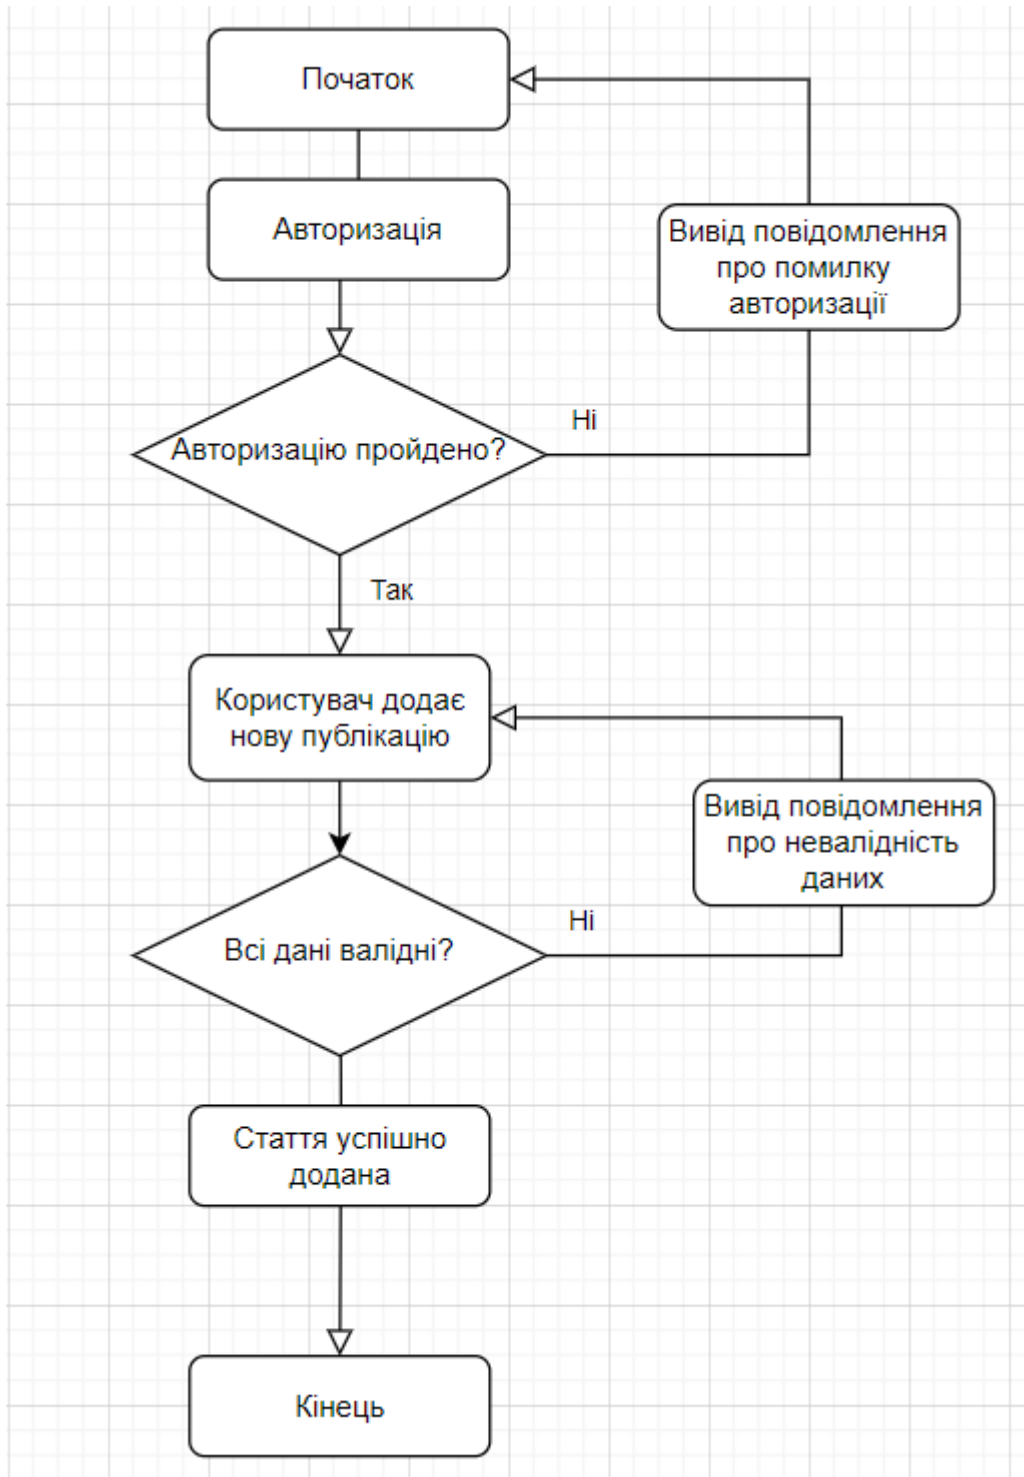 Початок
Авторизація
Вивід повідомлення
про помилку
авторизації
Авторизацію пройдено?
Ні
Так
Користувач додає
нову публікацію
Вивід повідомлення
про невалідність
даних
Всі дані валідні?
Ні
Стаття успішно
додана
Кінець